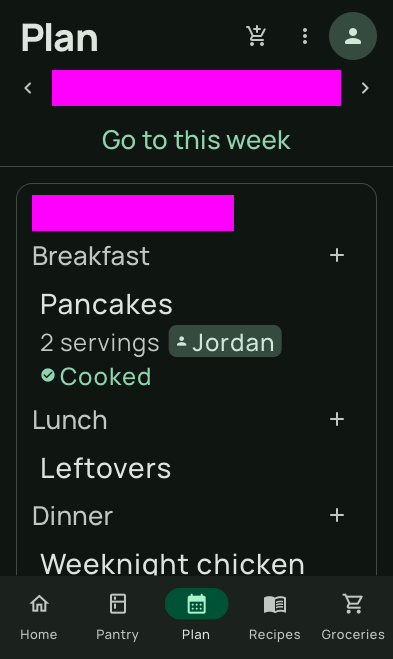 Plan
Go to this week
Breakfast
Pancakes
2 servings Jordan
Cooked
Lunch
Leftovers
Dinner
Weeknight chicken
Home Pantry Plan Recipes Groceries